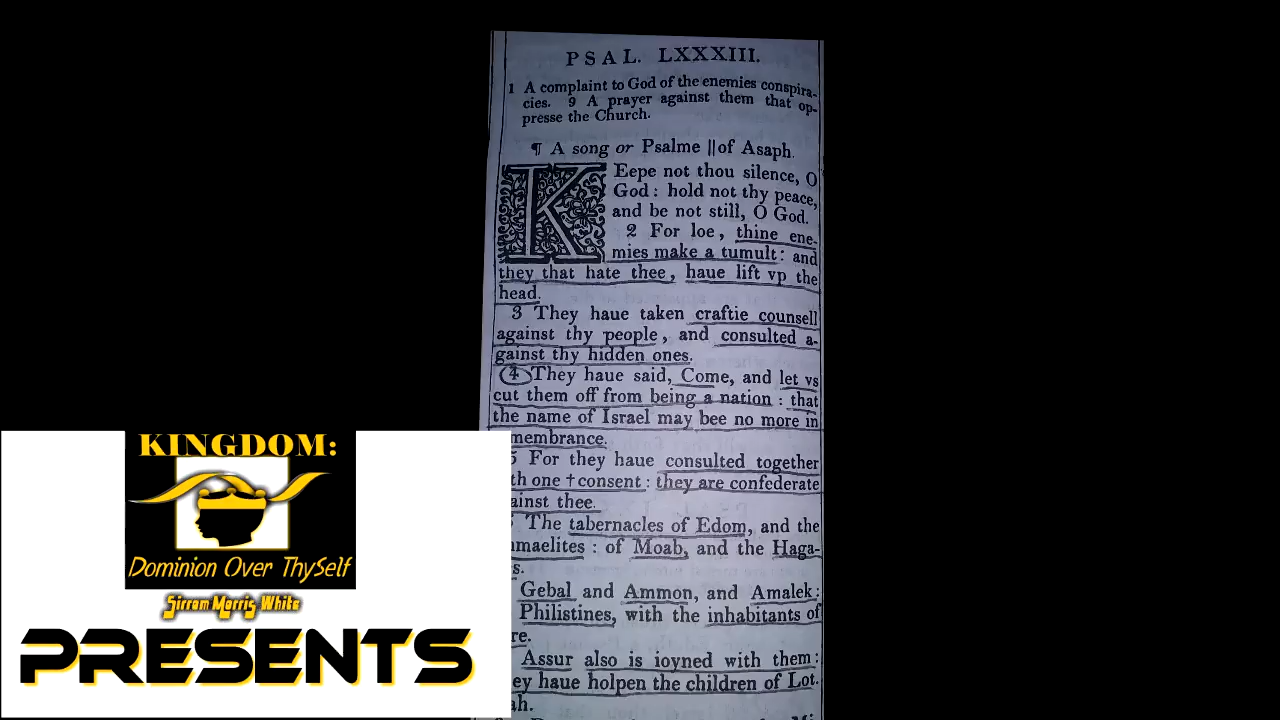 PSAL. LXXXIII.
1 A complaint to God of the enemies conspira-
cies. 9 A prayer against them that op-
presse the Church.
¶ A song or Psalme || of Asaph.
KEepe not thou silence, O
God: hold not thy peace,
and be not still, O God.
2 For loe, thine ene-
mies make a tumult: and
they that hate thee, haue lift vp the
head.
3 They haue taken craftie counsell
against thy people, and consulted a-
gainst thy hidden ones.
4 They haue said, Come, and let vs
cut them off from being a nation: that
the name of Israel may bee no more in
membrance.
5 For they haue consulted together
th one † consent: they are confederate
ainst thee.
The tabernacles of Edom, and the
maelites: of Moab, and the Haga-
s.
Gebal and Ammon, and Amalek:
Philistines, with the inhabitants of
re.
Assur also is ioyned with them:
ey haue holpen the children of Lot.
ah.
KINGDOM:
Dominion Over ThySelf
Sirram Morris White
PRESENTS